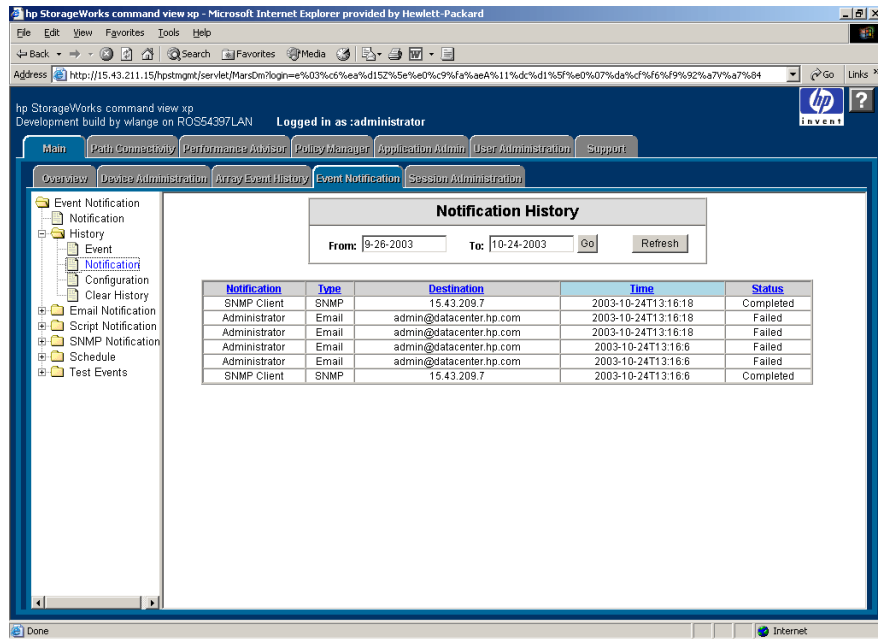 hp StorageWorks command view xp - Microsoft Internet Explorer provided by Hewlett-Packard
File Edit View Favorites Tools Help
Back Search Favorites Media
Address http://15.43.211.15/hpstmgmt/servlet/MarsDm?login=e%03%c6%ea%d15Z%5e%e0%c9%fa%aeA%11%dc%d1%5f%e0%07%da%cf%f6%f9%92%a7V%a7%84 Go Links »
hp StorageWorks command view xp
Development build by wlange on ROS54397LAN Logged in as :administrator
hp
invent
?
Main Path Connectivity Performance Advisor Policy Manager Application Admin User Administration Support
Overview Device Administration Array Event History Event Notification Session Administration
Event Notification
Notification
History
Event
Notification
Configuration
Clear History
Email Notification
Script Notification
SNMP Notification
Schedule
Test Events
Notification History
From: 9-26-2003 To: 10-24-2003 Go Refresh
Notification Type Destination Time Status
SNMP Client SNMP 15.43.209.7 2003-10-24T13:16:18 Completed
Administrator Email admin@datacenter.hp.com 2003-10-24T13:16:18 Failed
Administrator Email admin@datacenter.hp.com 2003-10-24T13:16:18 Failed
Administrator Email admin@datacenter.hp.com 2003-10-24T13:16:6 Failed
Administrator Email admin@datacenter.hp.com 2003-10-24T13:16:6 Failed
SNMP Client SNMP 15.43.209.7 2003-10-24T13:16:6 Completed
Done Internet